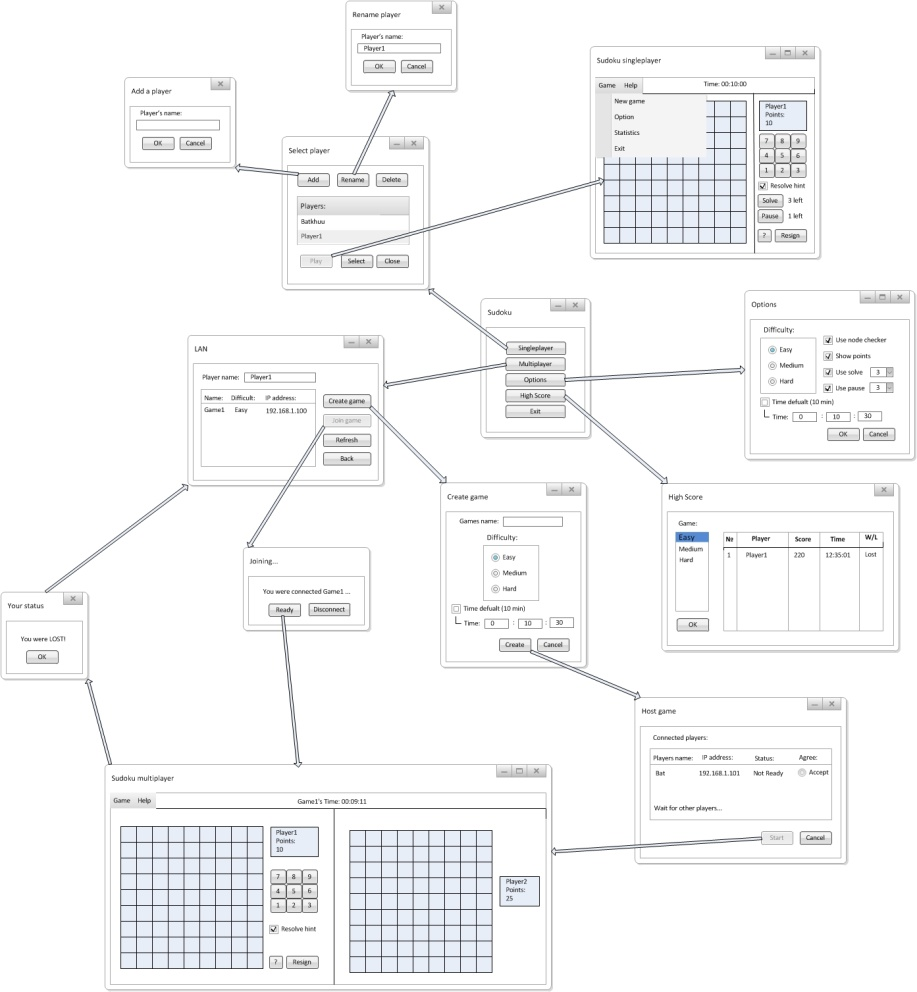 Rename player
Player's name:
Player1
OK Cancel
Add a player
Player's name:
OK Cancel
Select player
Add Rename Delete
Players:
Batkhuu
Player1
Play Select Close
Sudoku singleplayer
Game Help Time: 00:10:00
New game
Option
Statistics
Exit
Player1
Points:
10
7 8 9
4 5 6
1 2 3
Resolve hint
Solve 3 left
Pause 1 left
? Resign
Sudoku
Singleplayer
Multiplayer
Options
High Score
Exit
Options
Difficulty:
Easy
Medium
Hard
Use node checker
Show points
Use solve 3
Use pause 3
Time defualt (10 min)
Time: 0 : 10 : 30
OK Cancel
LAN
Player name: Player1
Name: Difficult: IP address:
Game1 Easy 192.168.1.100
Create game
Join game
Refresh
Back
Create game
Games name:
Difficulty:
Easy
Medium
Hard
Time defualt (10 min)
Time: 0 : 10 : 30
Create Cancel
High Score
Game:
Easy
Medium
Hard
№ Player Score Time W/L
1 Player1 220 12:35:01 Lost
OK
Joining...
You were connected Game1 ...
Ready Disconnect
Your status
You were LOST!
OK
Host game
Connected players:
Players name: IP address: Status: Agree:
Bat 192.168.1.101 Not Ready Accept
Wait for other players...
Start Cancel
Sudoku multiplayer
Game Help Game1's Time: 00:09:11
Player1
Points:
10
7 8 9
4 5 6
1 2 3
Resolve hint
? Resign
Player2
Points:
25